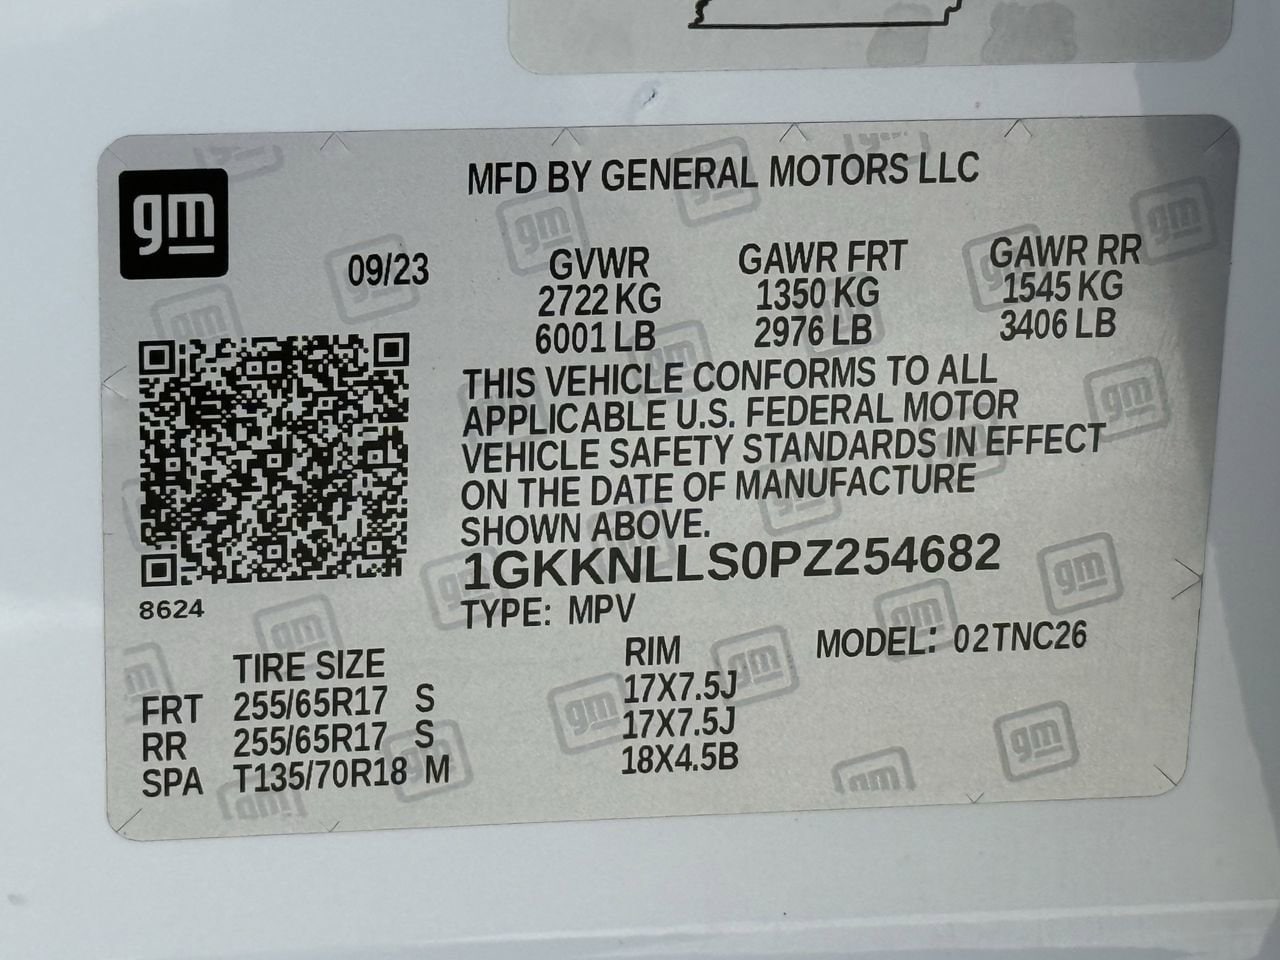 gm
MFD BY GENERAL MOTORS LLC
09/23
GVWR GAWR FRT GAWR RR
2722 KG 1350 KG 1545 KG
6001 LB 2976 LB 3406 LB
THIS VEHICLE CONFORMS TO ALL
APPLICABLE U.S. FEDERAL MOTOR
VEHICLE SAFETY STANDARDS IN EFFECT
ON THE DATE OF MANUFACTURE
SHOWN ABOVE.
1GKKNLLS0PZ254682
8624
TYPE: MPV
MODEL: 02TNC26
TIRE SIZE RIM
FRT 255/65R17 S 17X7.5J
RR 255/65R17 S 17X7.5J
SPA T135/70R18 M 18X4.5B